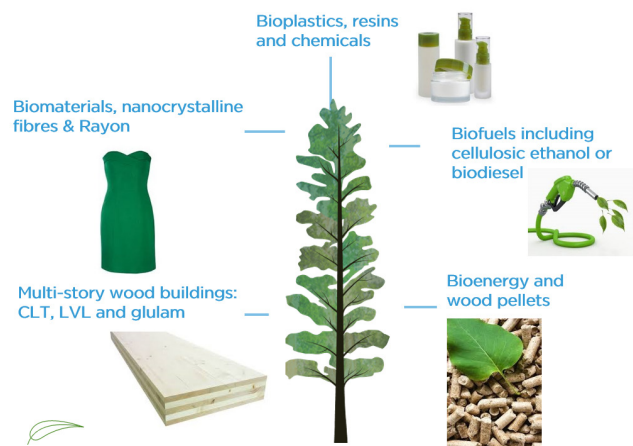 Bioplastics, resins
and chemicals
Biomaterials, nanocrystalline
fibres & Rayon
Biofuels including
cellulosic ethanol or
biodiesel
Multi-story wood buildings:
CLT, LVL and glulam
Bioenergy and
wood pellets